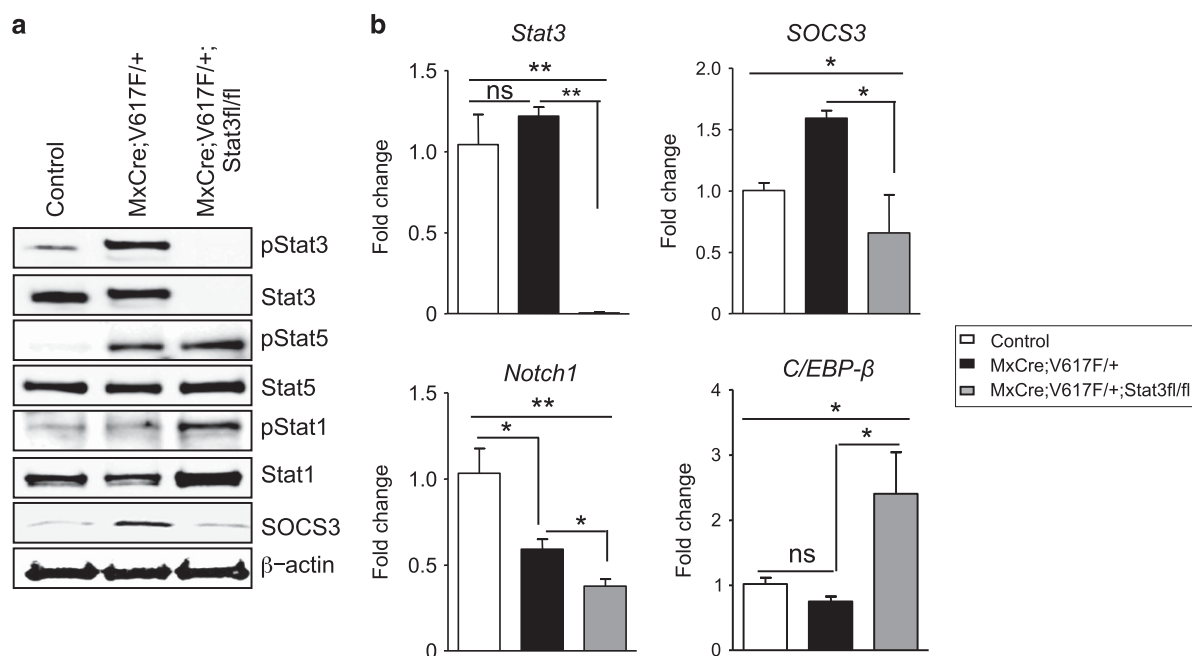 a
Control
MxCre;V617F/+
MxCre;V617F/+;
Stat3fl/fl
pStat3
Stat3
pStat5
Stat5
pStat1
Stat1
SOCS3
β−actin
b
Stat3
Fold change
1.5
1.0
0.5
0
**
ns
**
SOCS3
Fold change
2.0
1.5
1.0
0.5
0
*
*
Notch1
Fold change
1.5
1.0
0.5
0
**
*
*
C/EBP-β
Fold change
4
3
2
1
0
*
*
ns
Control
MxCre;V617F/+
MxCre;V617F/+;Stat3fl/fl